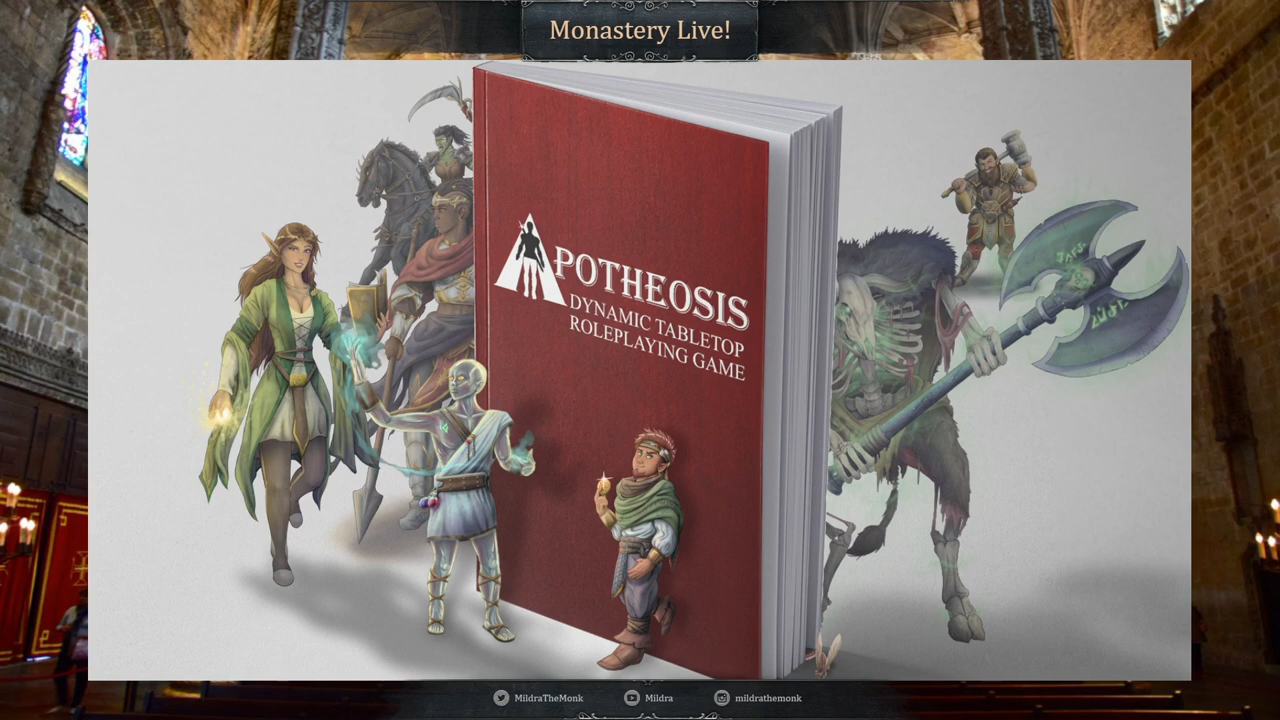 Monastery Live!
APOTHEOSIS
DYNAMIC TABLETOP
ROLEPLAYING GAME
MildraTheMonk
Mildra
mildrathemonk